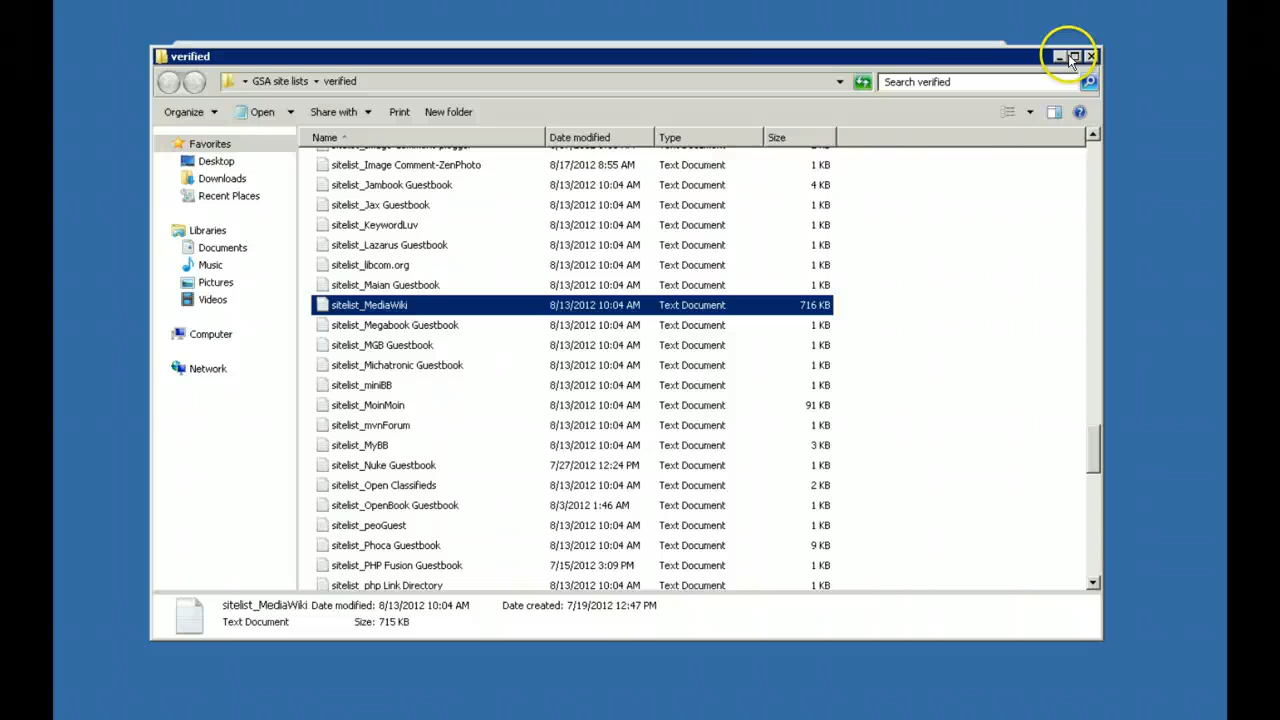 verified
GSA site lists verified
Search verified
Organize Open Share with Print New folder
Name Date modified Type Size
sitelist_Image Comment-ZenPhoto 8/17/2012 8:55 AM Text Document 1 KB
sitelist_Jambook Guestbook 8/13/2012 10:04 AM Text Document 4 KB
sitelist_Jax Guestbook 8/13/2012 10:04 AM Text Document 1 KB
sitelist_KeywordLuv 8/13/2012 10:04 AM Text Document 1 KB
sitelist_Lazarus Guestbook 8/13/2012 10:04 AM Text Document 1 KB
sitelist_libcom.org 8/13/2012 10:04 AM Text Document 1 KB
sitelist_Maian Guestbook 8/13/2012 10:04 AM Text Document 1 KB
sitelist_MediaWiki 8/13/2012 10:04 AM Text Document 716 KB
sitelist_Megabook Guestbook 8/13/2012 10:04 AM Text Document 1 KB
sitelist_MGB Guestbook 8/13/2012 10:04 AM Text Document 1 KB
sitelist_Michatronic Guestbook 8/13/2012 10:04 AM Text Document 1 KB
sitelist_miniBB 8/13/2012 10:04 AM Text Document 1 KB
sitelist_MoinMoin 8/13/2012 10:04 AM Text Document 91 KB
sitelist_mvnForum 8/13/2012 10:04 AM Text Document 1 KB
sitelist_MyBB 8/13/2012 10:04 AM Text Document 3 KB
sitelist_Nuke Guestbook 7/27/2012 12:24 PM Text Document 1 KB
sitelist_Open Classifieds 8/13/2012 10:04 AM Text Document 2 KB
sitelist_OpenBook Guestbook 8/3/2012 1:46 AM Text Document 1 KB
sitelist_peoGuest 8/13/2012 10:04 AM Text Document 1 KB
sitelist_Phoca Guestbook 8/13/2012 10:04 AM Text Document 9 KB
sitelist_PHP Fusion Guestbook 7/15/2012 3:09 PM Text Document 1 KB
sitelist_php Link Directory 8/13/2012 10:04 AM Text Document 1 KB
Favorites
Desktop
Downloads
Recent Places
Libraries
Documents
Music
Pictures
Videos
Computer
Network
sitelist_MediaWiki Date modified: 8/13/2012 10:04 AM Date created: 7/19/2012 12:47 PM
Text Document Size: 715 KB